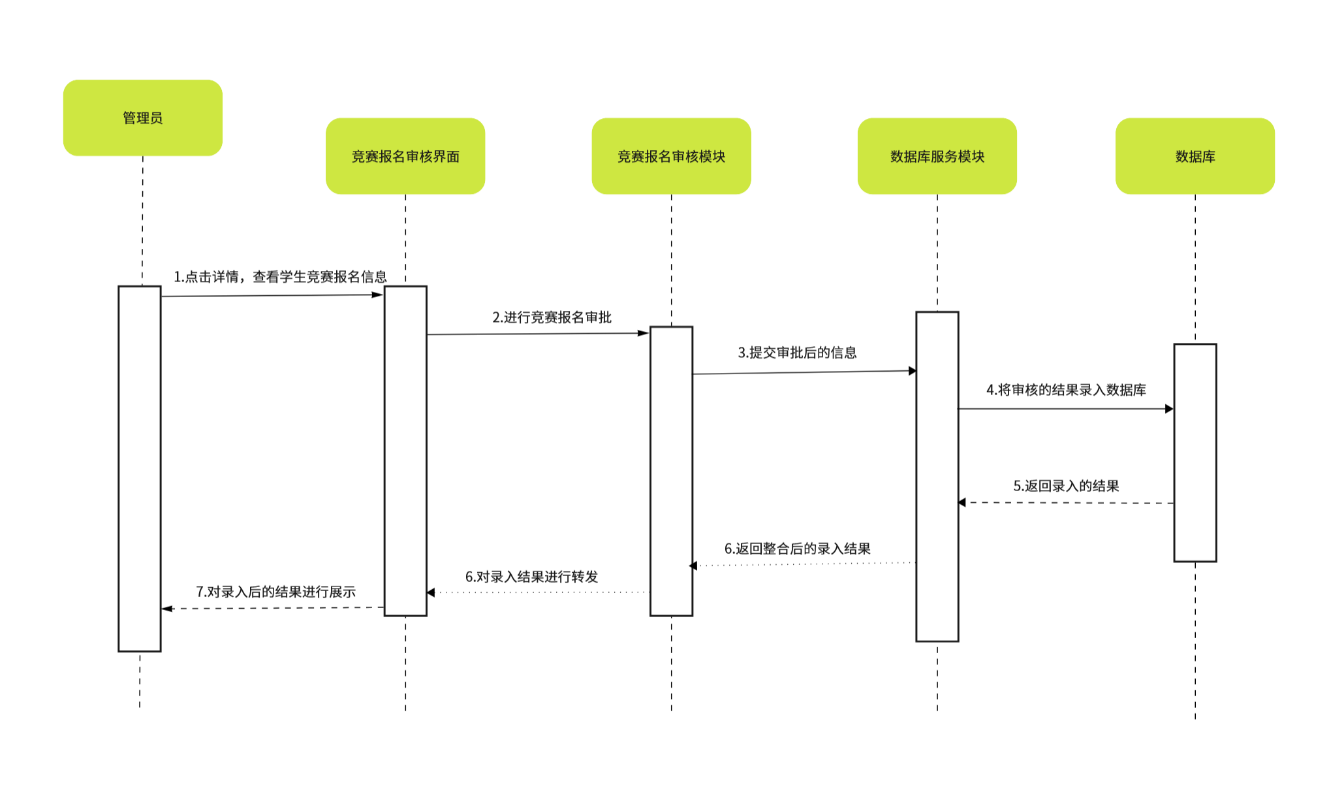 管理员
竞赛报名审核界面
竞赛报名审核模块
数据库服务模块
数据库
1.点击详情，查看学生竞赛报名信息
2.进行竞赛报名审批
3.提交审批后的信息
4.将审核的结果录入数据库
5.返回录入的结果
6.返回整合后的录入结果
6.对录入结果进行转发
7.对录入后的结果进行展示